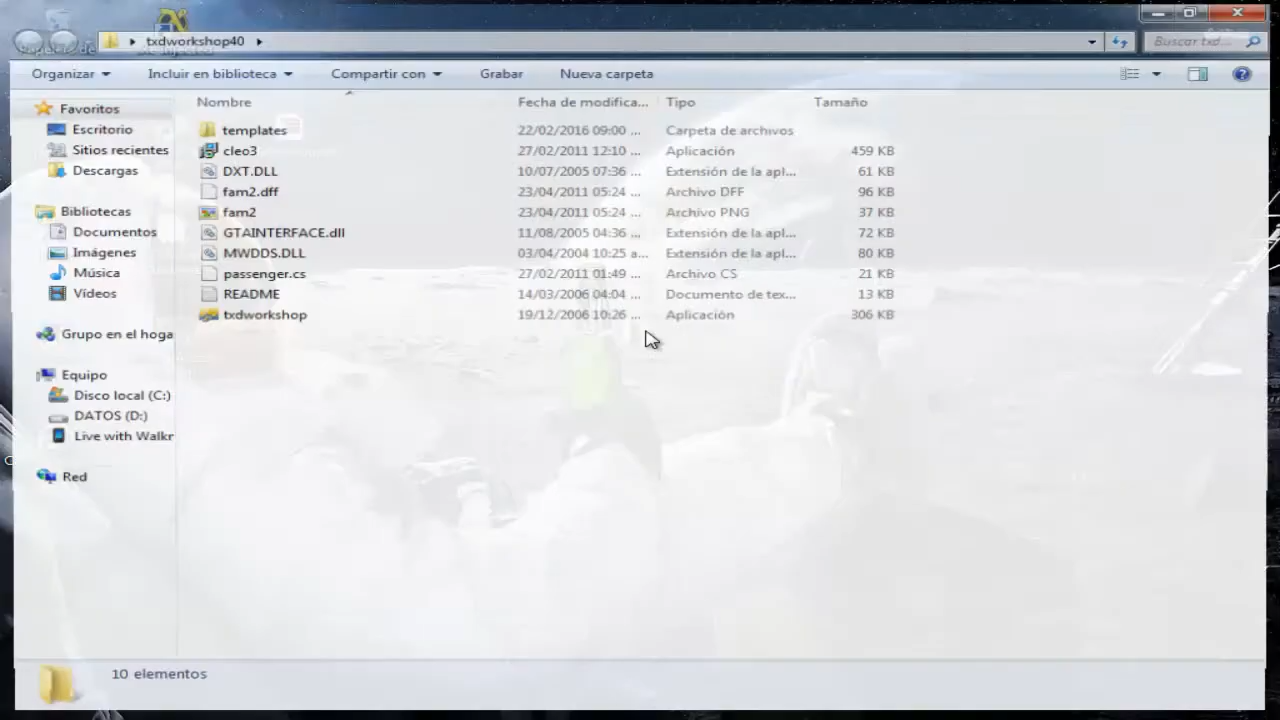 txdworkshop40
Buscar txd...
Organizar
Incluir en biblioteca
Compartir con
Grabar
Nueva carpeta
Favoritos
Escritorio
Sitios recientes
Descargas
Bibliotecas
Documentos
Imágenes
Música
Vídeos
Grupo en el hoga
Equipo
Disco local (C:)
DATOS (D:)
Live with Walkr
Red
Nombre Fecha de modifica... Tipo Tamaño
templates 22/02/2016 09:00 ... Carpeta de archivos
cleo3 27/02/2011 12:10 ... Aplicación 459 KB
DXT.DLL 10/07/2005 07:36 ... Extensión de la apl... 61 KB
fam2.dff 23/04/2011 05:24 ... Archivo DFF 96 KB
fam2 23/04/2011 05:24 ... Archivo PNG 37 KB
GTAINTERFACE.dll 11/08/2005 04:36 ... Extensión de la apl... 72 KB
MWDDS.DLL 03/04/2004 10:25 a... Extensión de la apl... 80 KB
passenger.cs 27/02/2011 01:49 ... Archivo CS 21 KB
README 14/03/2006 04:04 ... Documento de tex... 13 KB
txdworkshop 19/12/2006 10:26 ... Aplicación 306 KB
10 elementos